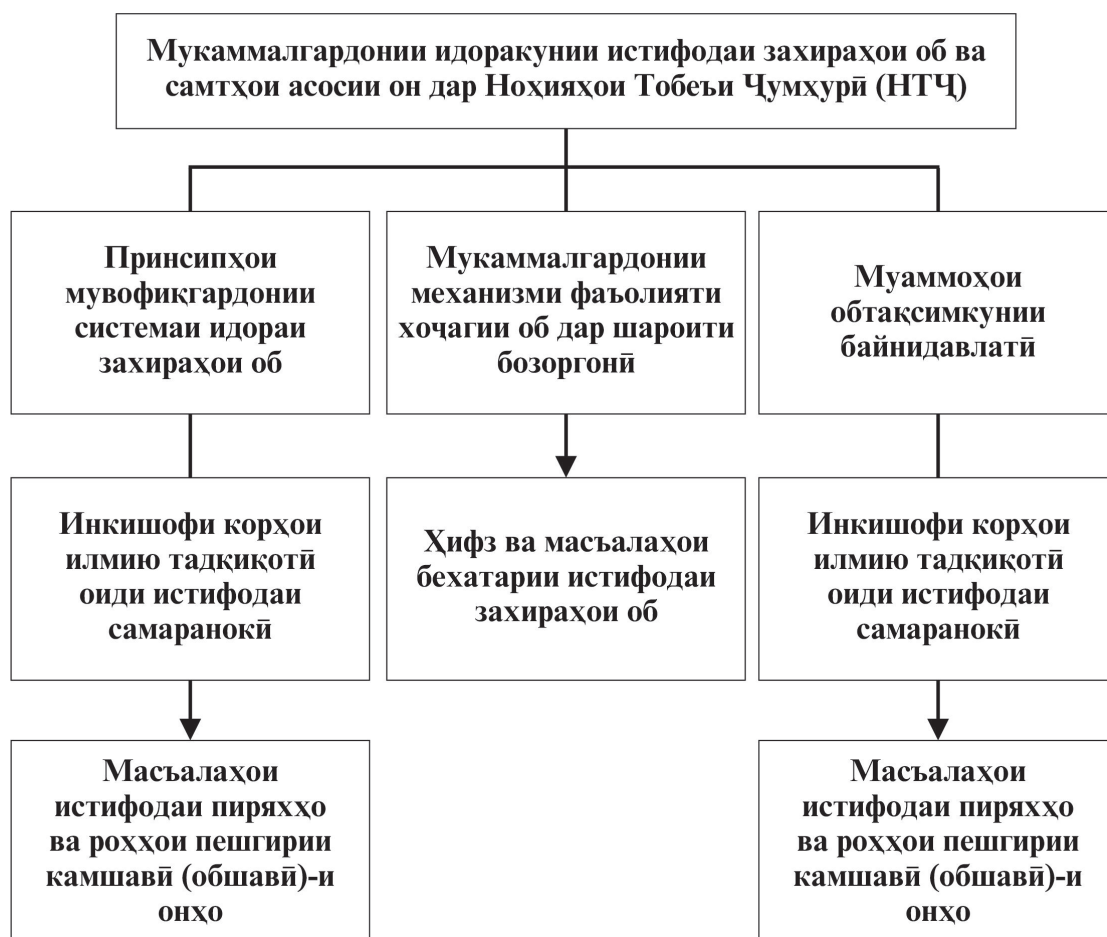 Мукаммалгардонии идоракунии истифодаи захираҳои об ва
самтҳои асосии он дар Ноҳияҳои Тобеъи Ҷумҳурӣ (НТҶ)
Принсипҳои
мувофиқгардонии
системаи идораи
захираҳои об
Мукаммалгардонии
механизми фаъолияти
хоҷагии об дар шароити
бозоргонӣ
Муаммоҳои
обтақсимкунии
байнидавлатӣ
Инкишофи корҳои
илмию тадқиқотӣ
оиди истифодаи
самаранокӣ
Ҳифз ва масъалаҳои
бехатарии истифодаи
захираҳои об
Инкишофи корҳои
илмию тадқиқотӣ
оиди истифодаи
самаранокӣ
Масъалаҳои
истифодаи пиряхҳо
ва роҳҳои пешгирии
камшавӣ (обшавӣ)-и
онҳо
Масъалаҳои
истифодаи пиряхҳо
ва роҳҳои пешгирии
камшавӣ (обшавӣ)-и
онҳо